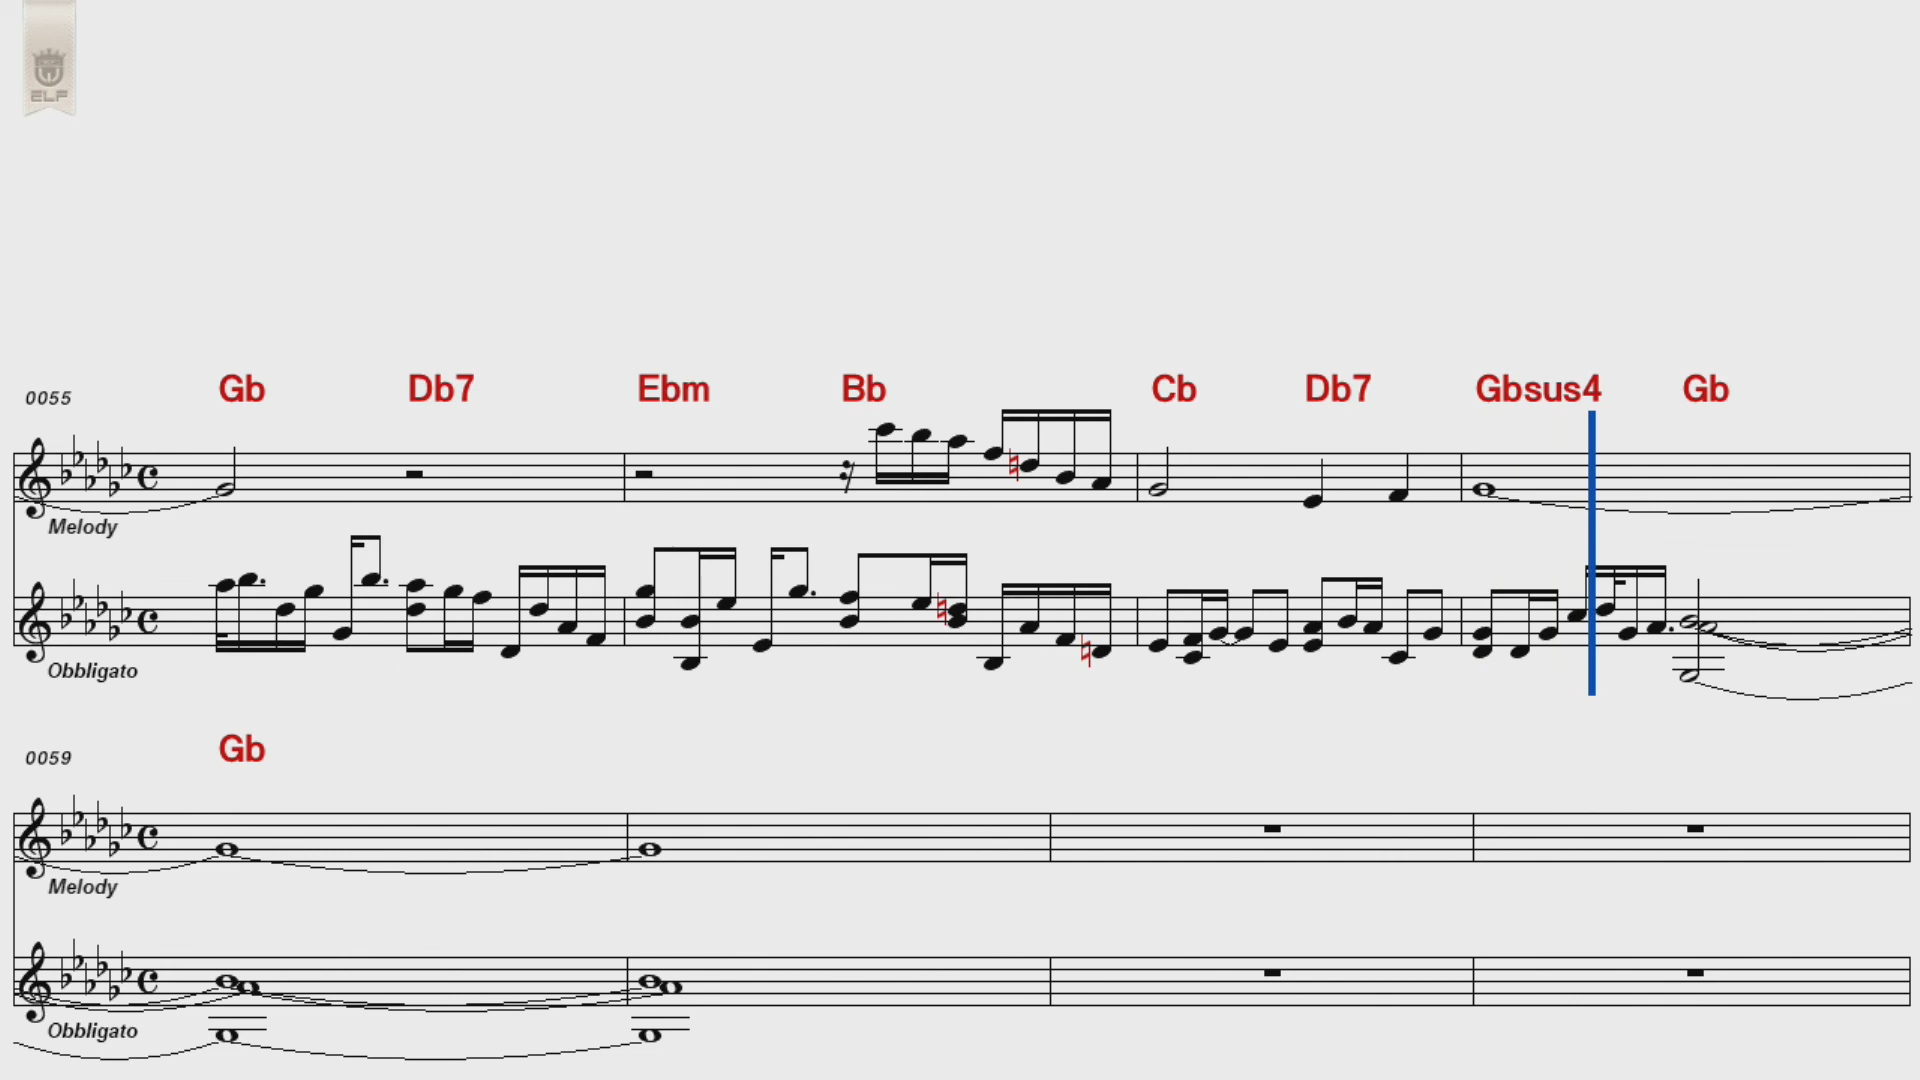 ELF
0055 Gb Db7 Ebm Bb Cb Db7 Gbsus4 Gb
Melody
Obbligato
0059 Gb
Melody
Obbligato